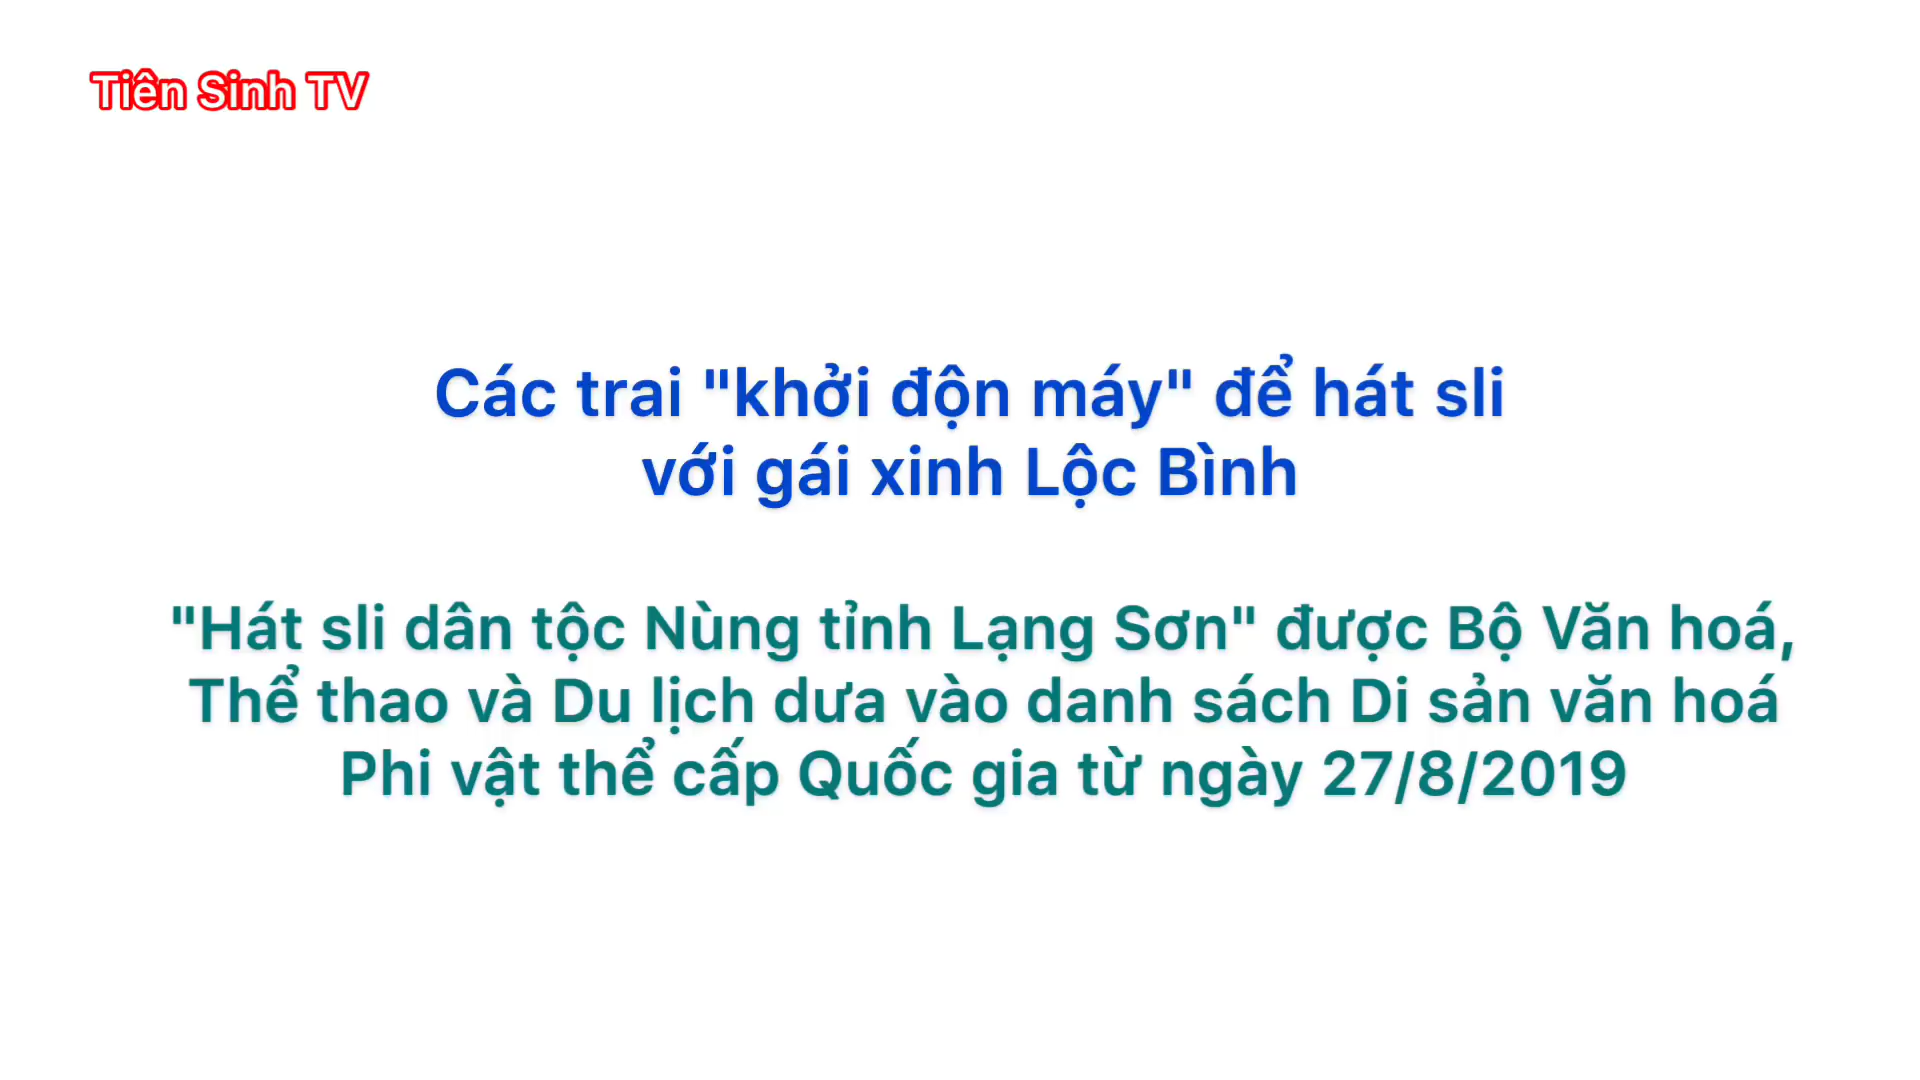 Tiên Sinh TV
Các trai "khởi độn máy" để hát sli
với gái xinh Lộc Bình
"Hát sli dân tộc Nùng tỉnh Lạng Sơn" được Bộ Văn hoá,
Thể thao và Du lịch dưa vào danh sách Di sản văn hoá
Phi vật thể cấp Quốc gia từ ngày 27/8/2019